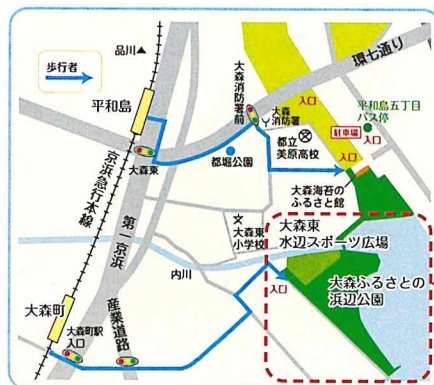 品川▲
歩行者
環七通り
平和島
大森消防署前
大森
消防署
入口
平和島五丁目
バス停
駐車場
入口
都立
美原高校
大森東
都堀公園
入口
大森海苔の
ふるさと館
京浜急行本線
第一京浜
大森東
小学校
大森東
水辺スポーツ広場
内川
入口
大森ふるさとの
浜辺公園
大森町
産業道路
大森町駅
入口